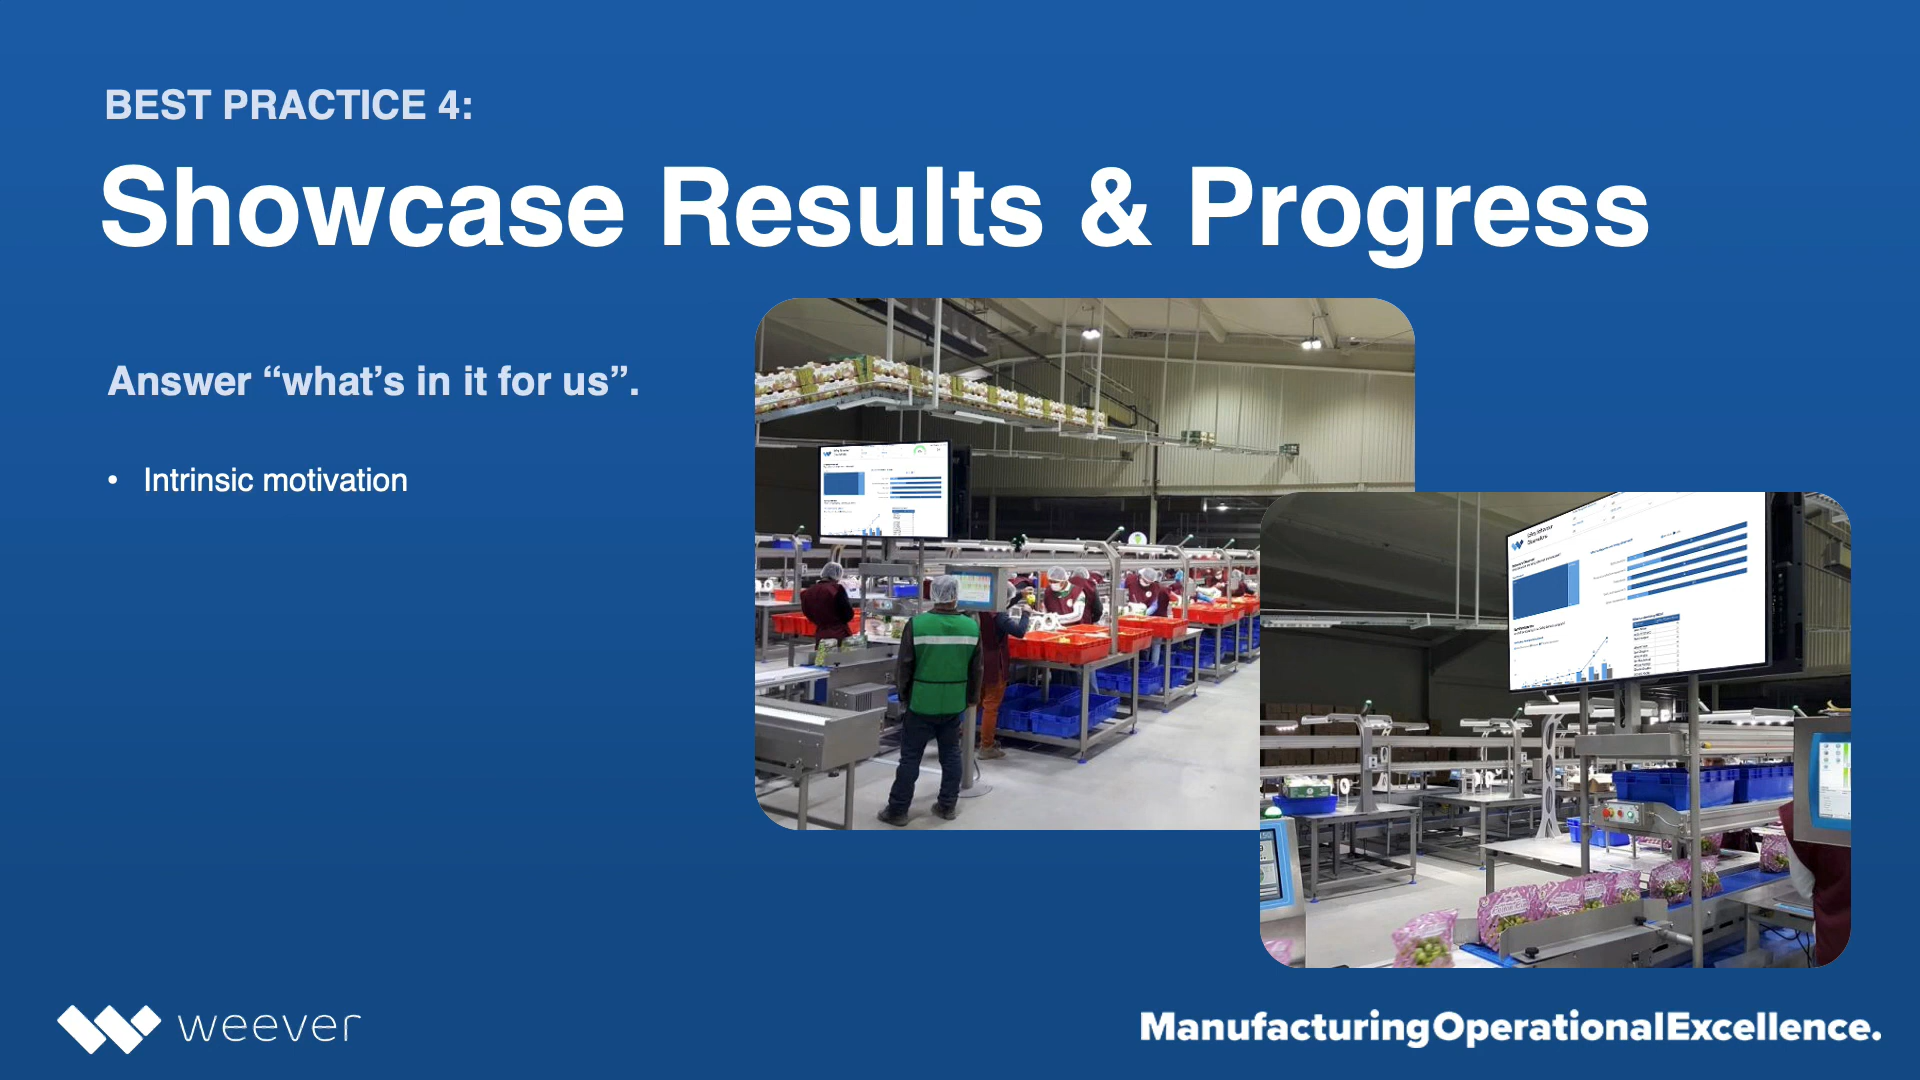 BEST PRACTICE 4:
Showcase Results & Progress
Answer “what’s in it for us”.
• Intrinsic motivation
weever
ManufacturingOperationalExcellence.